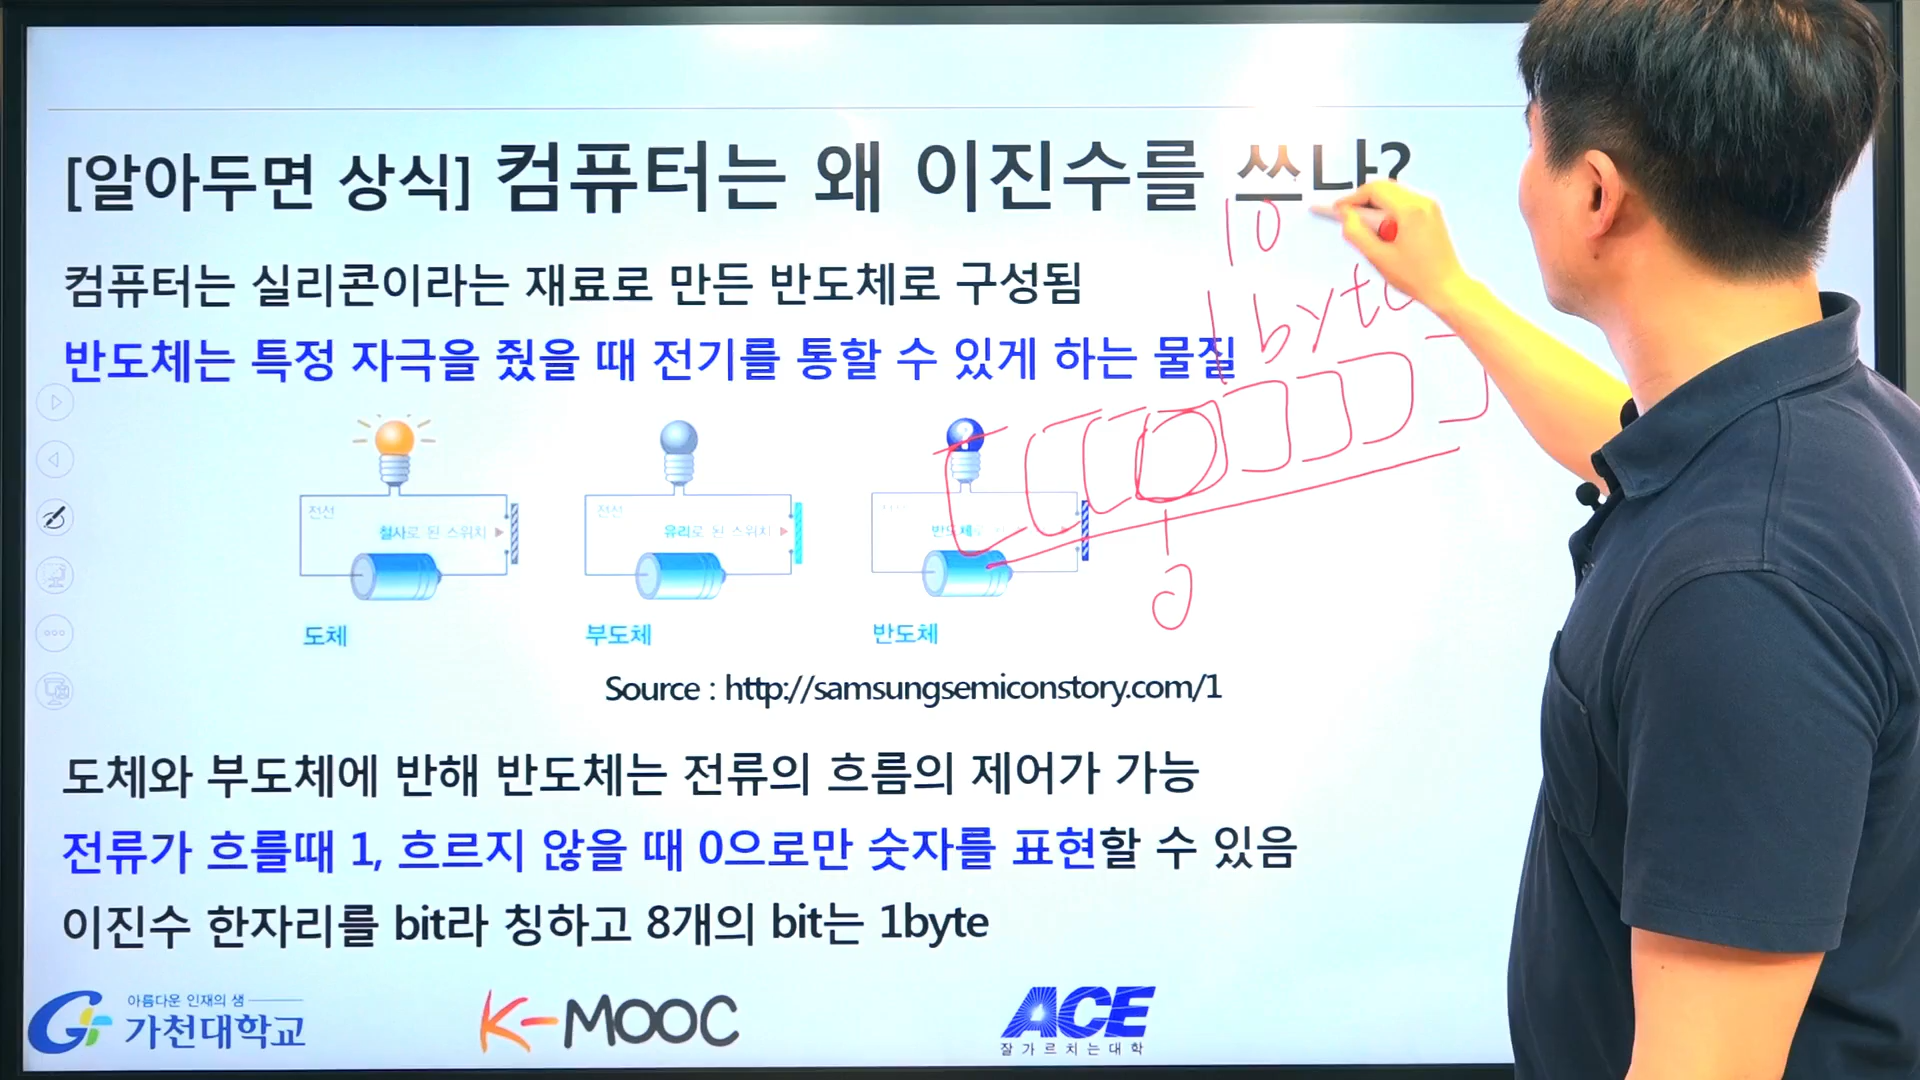 [알아두면 상식] 컴퓨터는 왜 이진수를 쓰나?
10
컴퓨터는 실리콘이라는 재료로 만든 반도체로 구성됨
1 byte
반도체는 특정 자극을 줬을 때 전기를 통할 수 있게 하는 물질
전선
철사로 된 스위치
전선
유리로 된 스위치
반도체
0
도체
부도체
반도체
Source : http://samsungsemiconstory.com/1
도체와 부도체에 반해 반도체는 전류의 흐름의 제어가 가능
전류가 흐를때 1, 흐르지 않을 때 0으로만 숫자를 표현할 수 있음
이진수 한자리를 bit라 칭하고 8개의 bit는 1byte
아름다운 인재의 샘
가천대학교
K-MOOC
ACE
잘 가 르 치 는 대 학